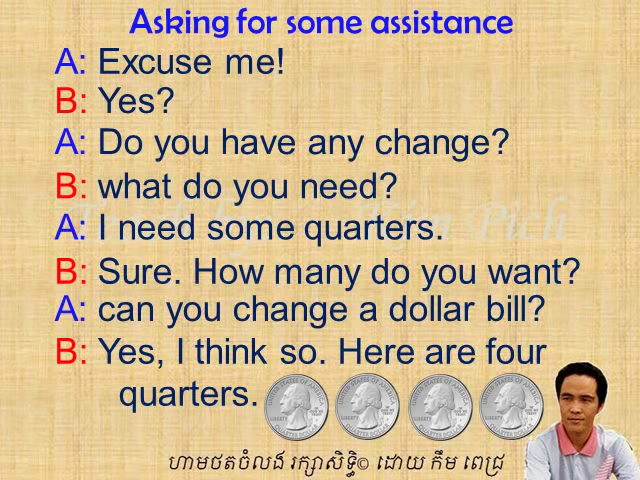 Asking for some assistance
A: Excuse me!
B: Yes?
A: Do you have any change?
B: what do you need?
A: I need some quarters.
B: Sure. How many do you want?
A: can you change a dollar bill?
B: Yes, I think so. Here are four
quarters.
ហាមថតចំលង រក្សាសិទ្ធិ© ដោយ កឹម ពេជ្រ